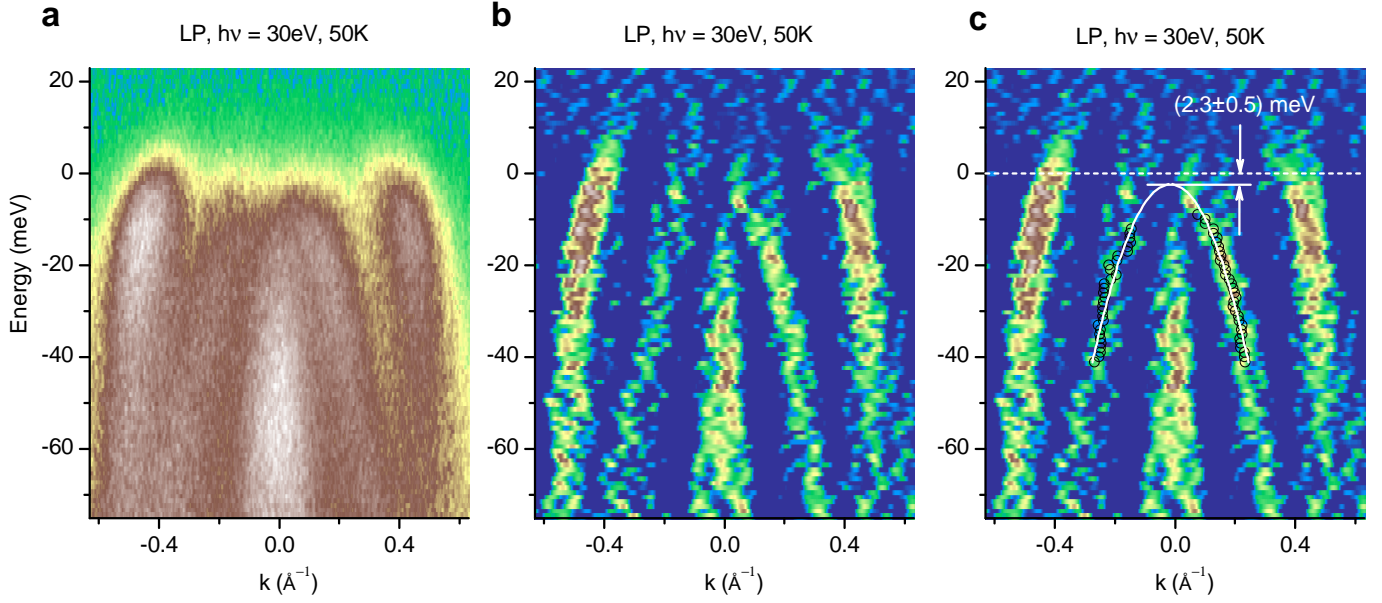 a
LP, hν = 30eV, 50K
20
0
-20
-40
-60
Energy (meV)
-0.4
0.0
0.4
k (Å⁻¹)
b
LP, hν = 30eV, 50K
20
0
-20
-40
-60
-0.4
0.0
0.4
k (Å⁻¹)
c
LP, hν = 30eV, 50K
(2.3±0.5) meV
20
0
-20
-40
-60
-0.4
0.0
0.4
k (Å⁻¹)